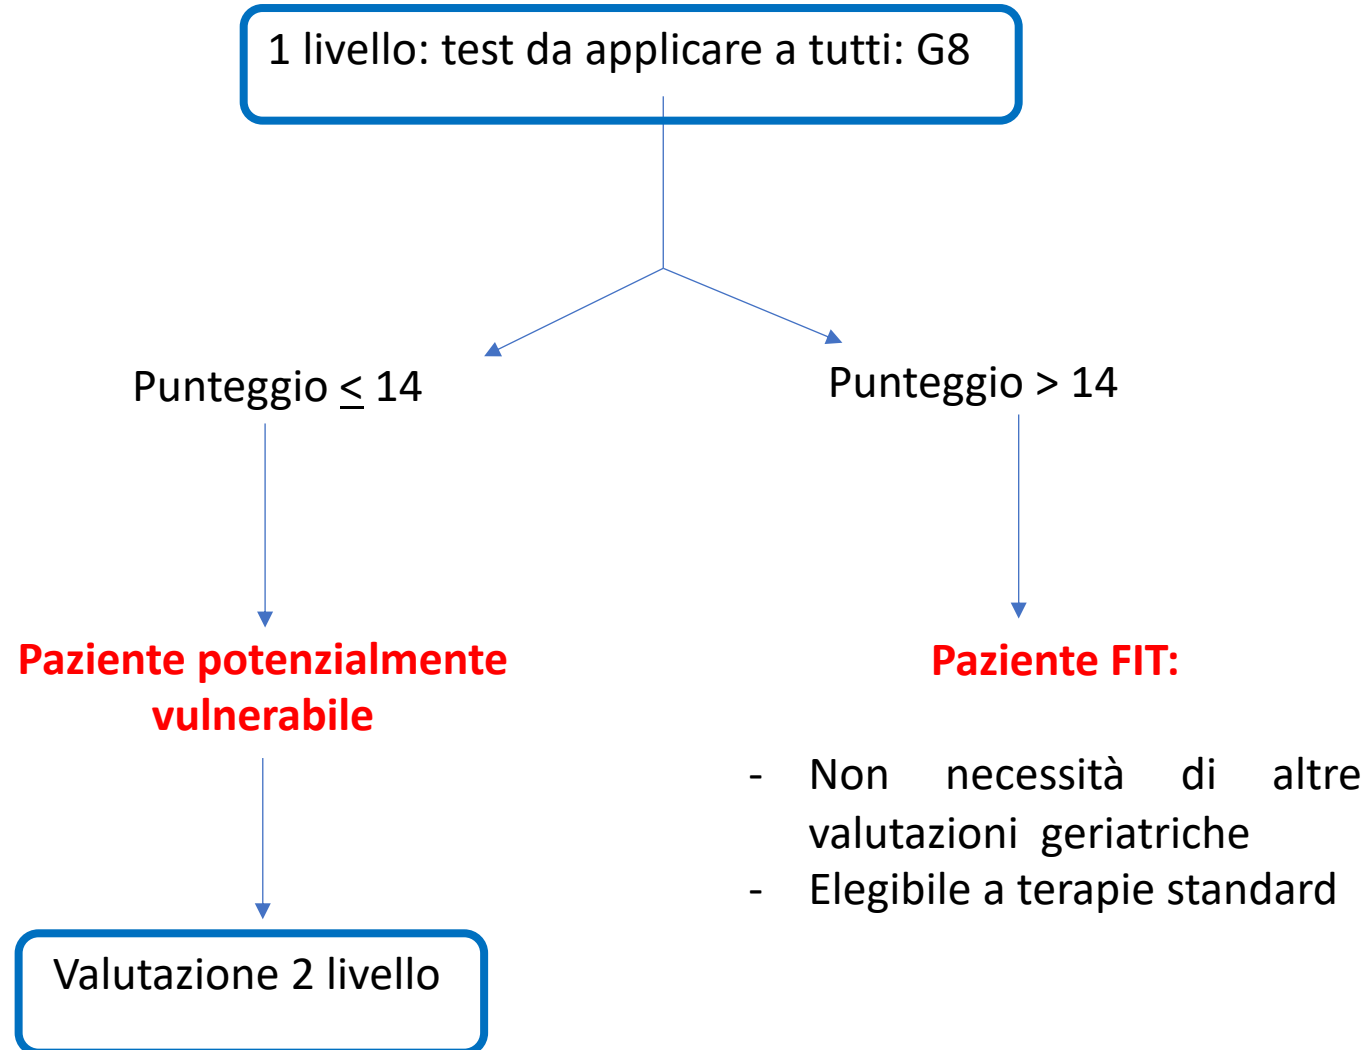 1 livello: test da applicare a tutti: G8
Punteggio ≤ 14
Punteggio > 14
Paziente potenzialmente
vulnerabile
Valutazione 2 livello
Paziente FIT:
- Non necessità di altre
valutazioni geriatriche
- Elegibile a terapie standard